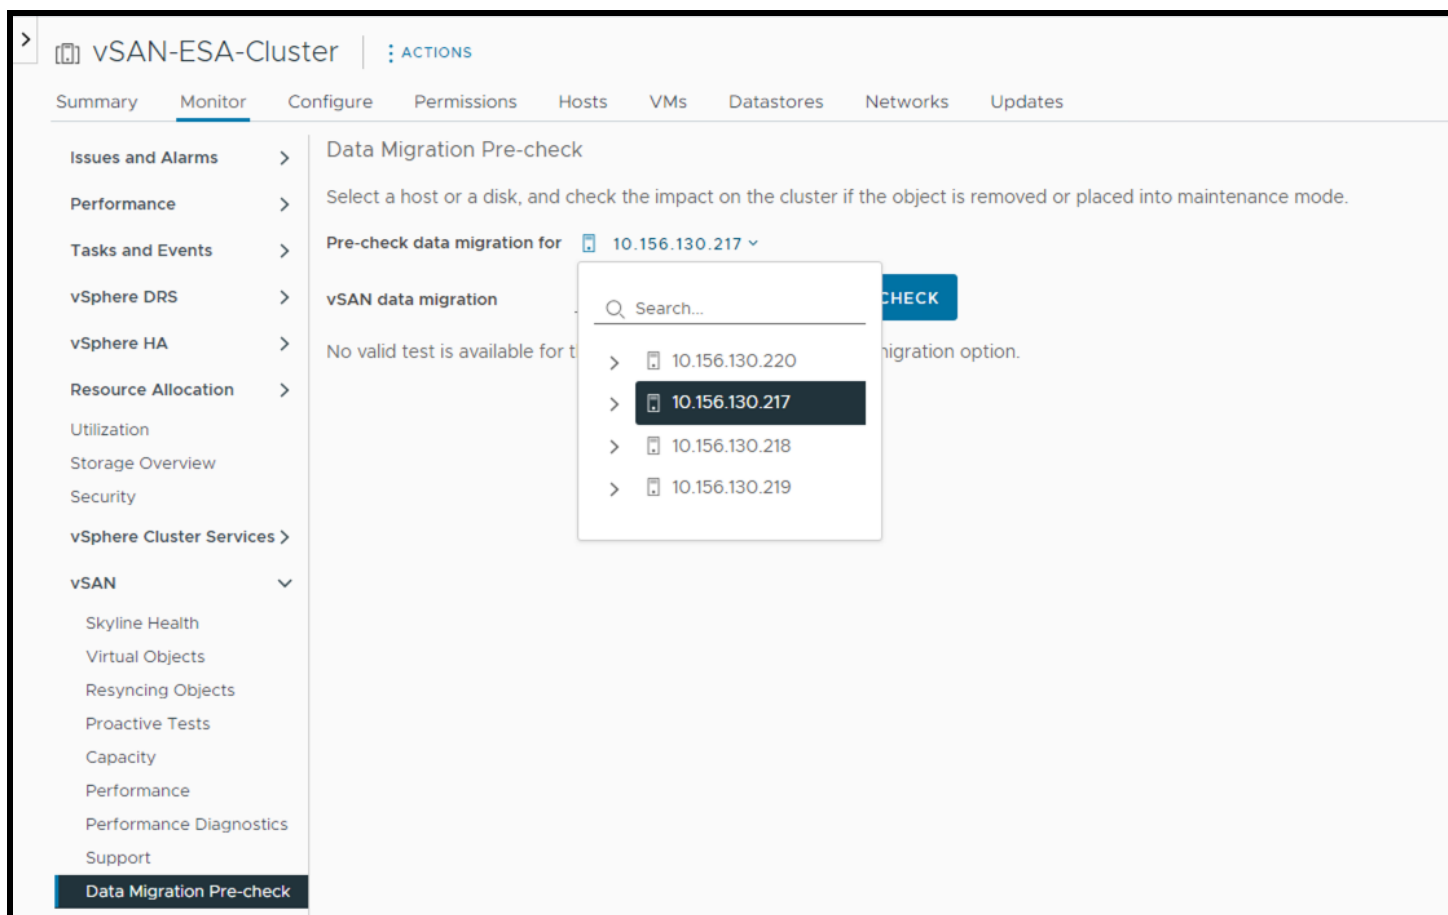 vSAN-ESA-Cluster ACTIONS
Summary Monitor Configure Permissions Hosts VMs Datastores Networks Updates
Issues and Alarms
Performance
Tasks and Events
vSphere DRS
vSphere HA
Resource Allocation
Utilization
Storage Overview
Security
vSphere Cluster Services
vSAN
Skyline Health
Virtual Objects
Resyncing Objects
Proactive Tests
Capacity
Performance
Performance Diagnostics
Support
Data Migration Pre-check
Data Migration Pre-check
Select a host or a disk, and check the impact on the cluster if the object is removed or placed into maintenance mode.
Pre-check data migration for 10.156.130.217
vSAN data migration CHECK
No valid test is available for migration option.
Search...
10.156.130.220
10.156.130.217
10.156.130.218
10.156.130.219